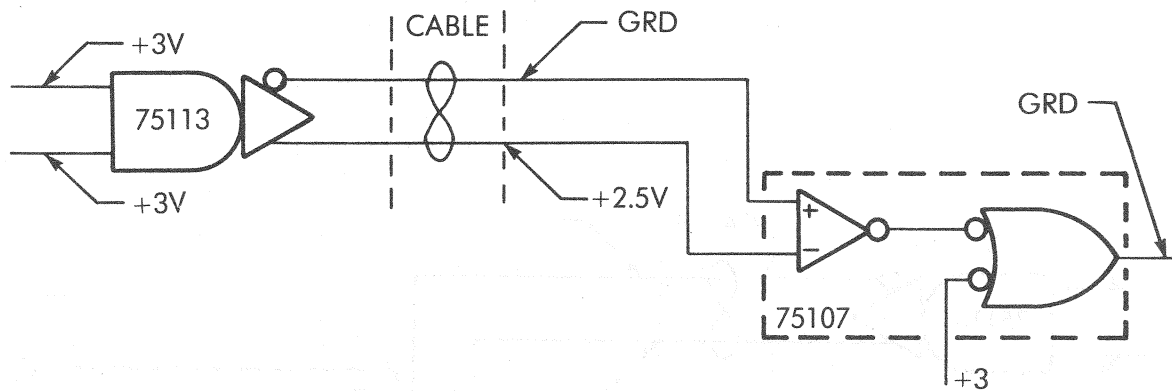 CABLE
GRD
+3V
75113
+3V
+2.5V
GRD
+
−
75107
+3